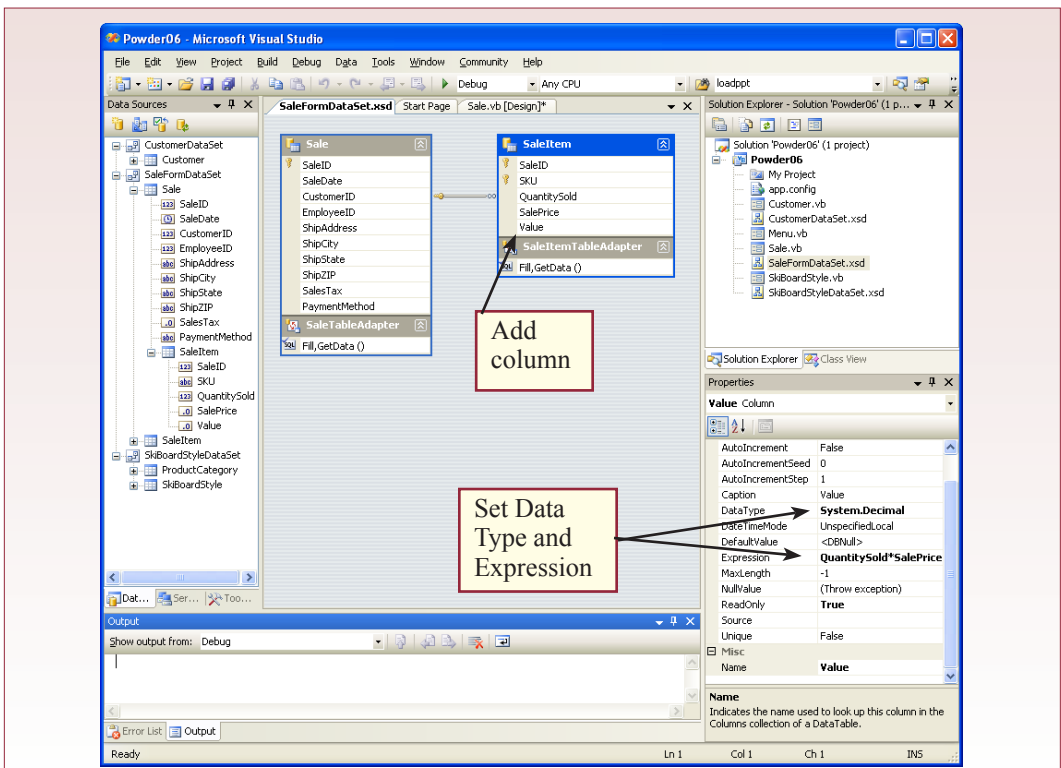 Powder06 - Microsoft Visual Studio
File Edit View Project Build Debug Data Tools Window Community Help
Debug Any CPU loadppt
Data Sources
CustomerDataSet
Customer
SaleFormDataSet
Sale
SaleID
SaleDate
CustomerID
EmployeeID
ShipAddress
ShipCity
ShipState
ShipZIP
SalesTax
PaymentMethod
SaleItem
SaleID
SKU
QuantitySold
SalePrice
Value
SaleItem
SkiBoardStyleDataSet
ProductCategory
SkiBoardStyle
Dat... Ser... Too...
SaleFormDataSet.xsd Start Page Sale.vb [Design]*
Sale
SaleID
SaleDate
CustomerID
EmployeeID
ShipAddress
ShipCity
ShipState
ShipZIP
SalesTax
PaymentMethod
SaleTableAdapter
Fill,GetData ()
SaleItem
SaleID
SKU
QuantitySold
SalePrice
Value
SaleItemTableAdapter
Fill,GetData ()
Add
column
Set Data
Type and
Expression
Solution Explorer - Solution 'Powder06' (1 p...
Solution 'Powder06' (1 project)
Powder06
My Project
app.config
Customer.vb
CustomerDataSet.xsd
Menu.vb
Sale.vb
SaleFormDataSet.xsd
SkiBoardStyle.vb
SkiBoardStyleDataSet.xsd
Solution Explorer Class View
Properties
Value Column
AutoIncrement False
AutoIncrementSeed 0
AutoIncrementStep 1
Caption Value
DataType System.Decimal
DateTimeMode UnspecifiedLocal
DefaultValue <DBNull>
Expression QuantitySold*SalePrice
MaxLength -1
NullValue (Throw exception)
ReadOnly True
Source
Unique False
Misc
Name Value
Name
Indicates the name used to look up this column in the
Columns collection of a DataTable.
Output
Show output from: Debug
Error List Output
Ready Ln 1 Col 1 Ch 1 INS